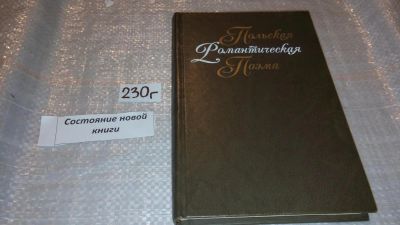 Польская
Романтическая
Поэма
230г
Состояние новой
книги